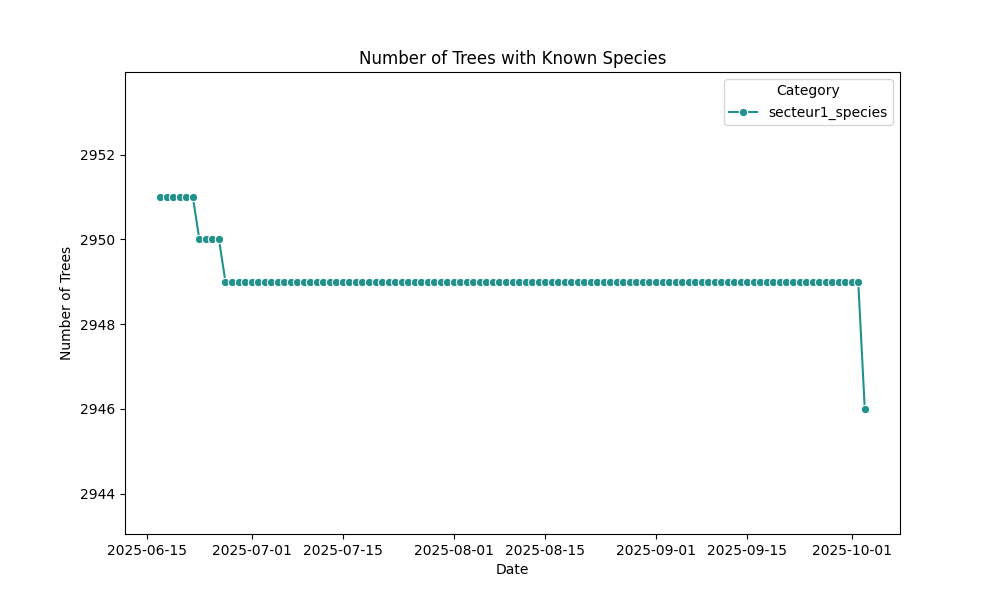 Number of Trees with Known Species
Category
secteur1_species
2952
2950
2948
2946
2944
Number of Trees
2025-06-15 2025-07-01 2025-07-15 2025-08-01 2025-08-15 2025-09-01 2025-09-15 2025-10-01
Date